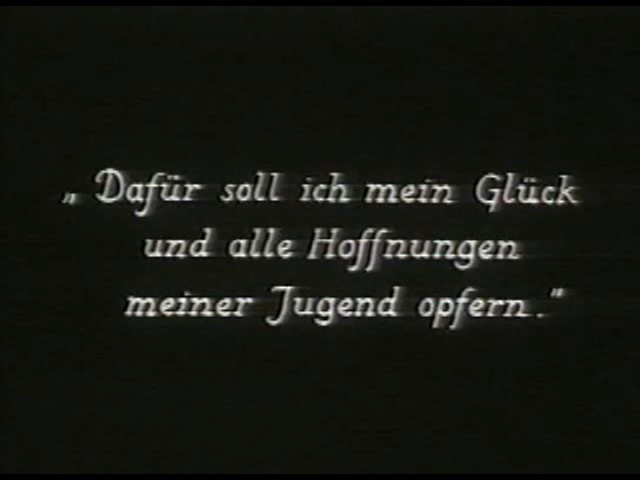 „Dafür soll ich mein Glück
und alle Hoffnungen
meiner Jugend opfern."